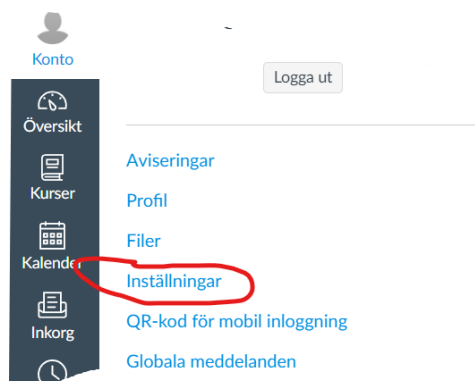 Konto
Logga ut
Översikt
Aviseringar
Kurser
Profil
Filer
Kalender
Inställningar
Inkorg
QR-kod för mobil inloggning
Globala meddelanden